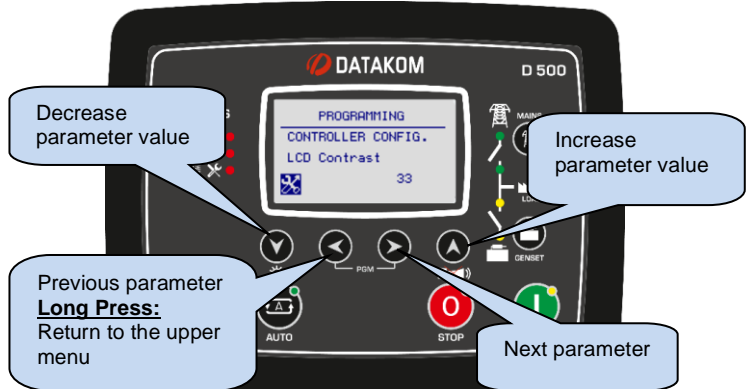 DATAKOM
D 500
Decrease
parameter value
PROGRAMMING
CONTROLLER CONFIG.
LCD Contrast
33
MAINS
Increase
parameter value
Previous parameter
Long Press:
Return to the upper
menu
PGM
GENSET
A
AUTO
0
STOP
I
Next parameter